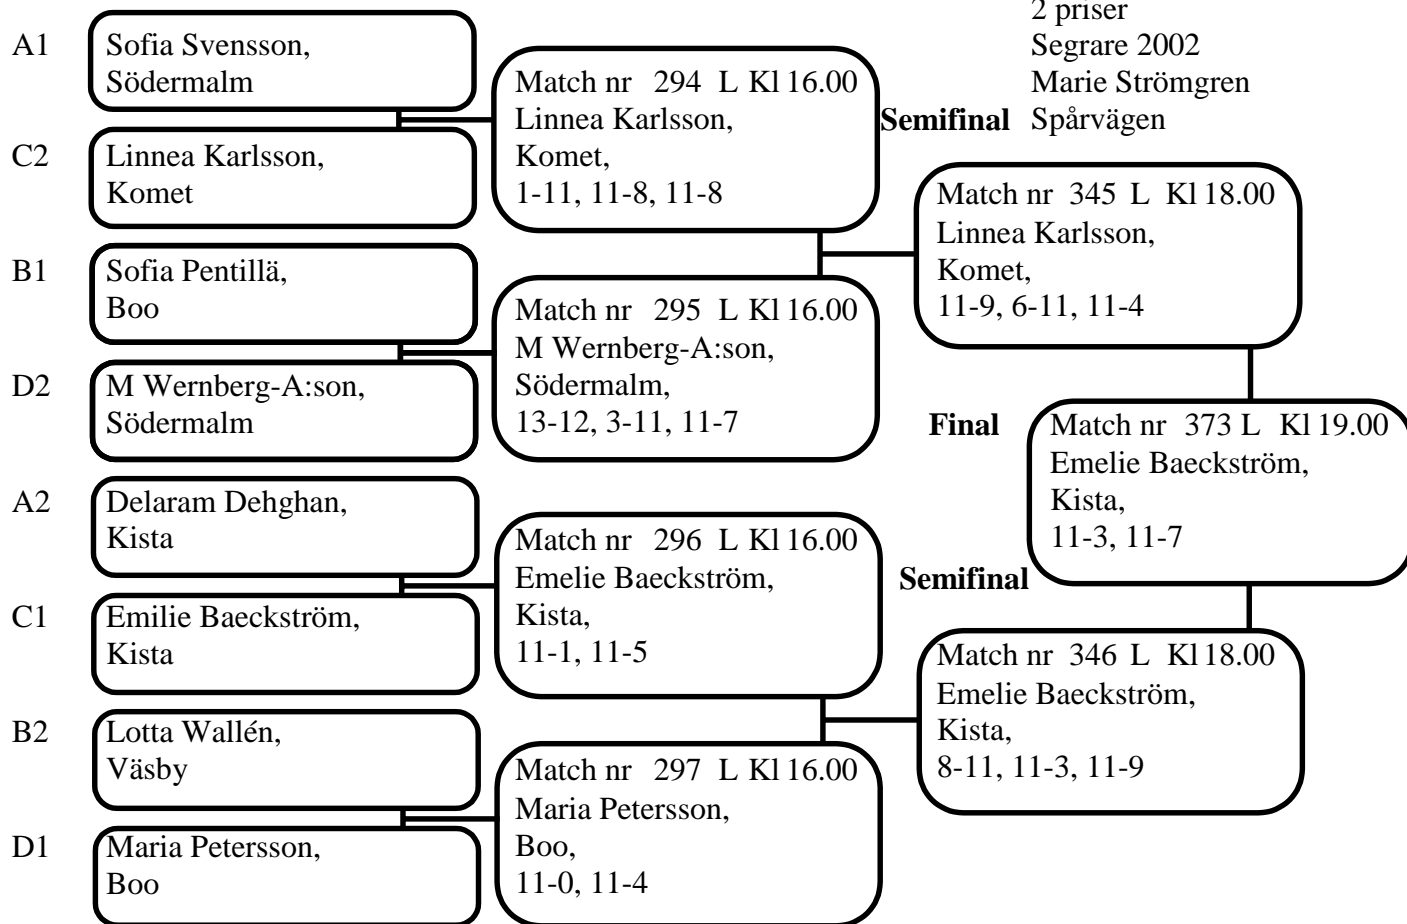 2 priser
Segrare 2002
Marie Strömgren
Spårvägen
A1
Sofia Svensson,
Södermalm
C2
Linnea Karlsson,
Komet
B1
Sofia Pentillä,
Boo
D2
M Wernberg-A:son,
Södermalm
A2
Delaram Dehghan,
Kista
C1
Emilie Baeckström,
Kista
B2
Lotta Wallén,
Väsby
D1
Maria Petersson,
Boo
Match nr 294 L Kl 16.00
Linnea Karlsson,
Komet,
1-11, 11-8, 11-8
Match nr 295 L Kl 16.00
M Wernberg-A:son,
Södermalm,
13-12, 3-11, 11-7
Match nr 296 L Kl 16.00
Emelie Baeckström,
Kista,
11-1, 11-5
Match nr 297 L Kl 16.00
Maria Petersson,
Boo,
11-0, 11-4
Semifinal
Match nr 345 L Kl 18.00
Linnea Karlsson,
Komet,
11-9, 6-11, 11-4
Semifinal
Match nr 346 L Kl 18.00
Emelie Baeckström,
Kista,
8-11, 11-3, 11-9
Final
Match nr 373 L Kl 19.00
Emelie Baeckström,
Kista,
11-3, 11-7